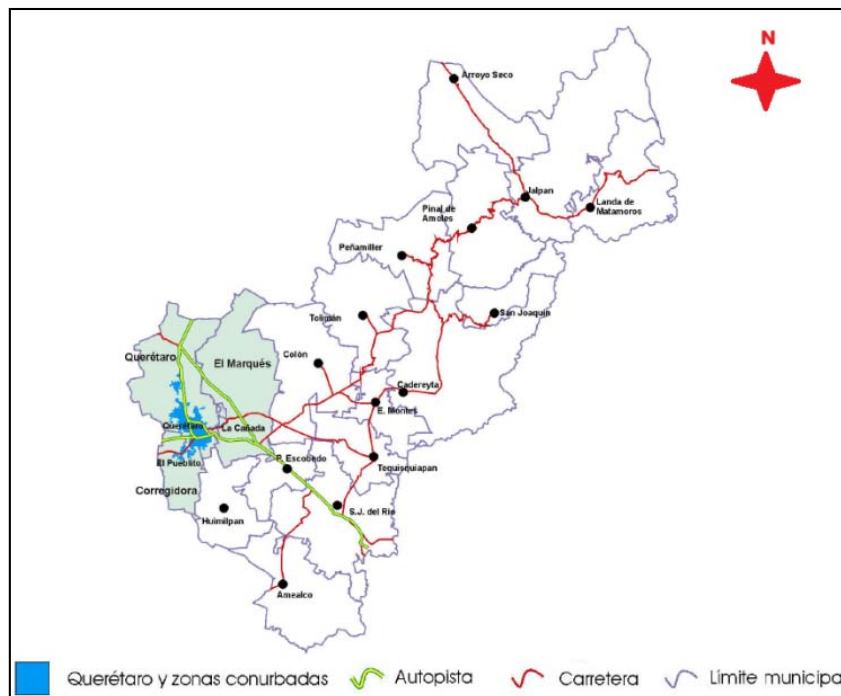 N
Arroyo Seco
Jalpan
Landa de
Matamoros
Pinal de
Amoles
Peñamiller
San Joaquín
Tolimán
Querétaro
El Marqués
Colón
Cadereyta
E. Montes
Querétaro
La Cañada
El Pueblito
P. Escobedo
Tequisquiapan
Corregidora
S.J. del Río
Huimilpan
Amealco
Querétaro y zonas conurbadas
Autopista
Carretera
Límite municipa